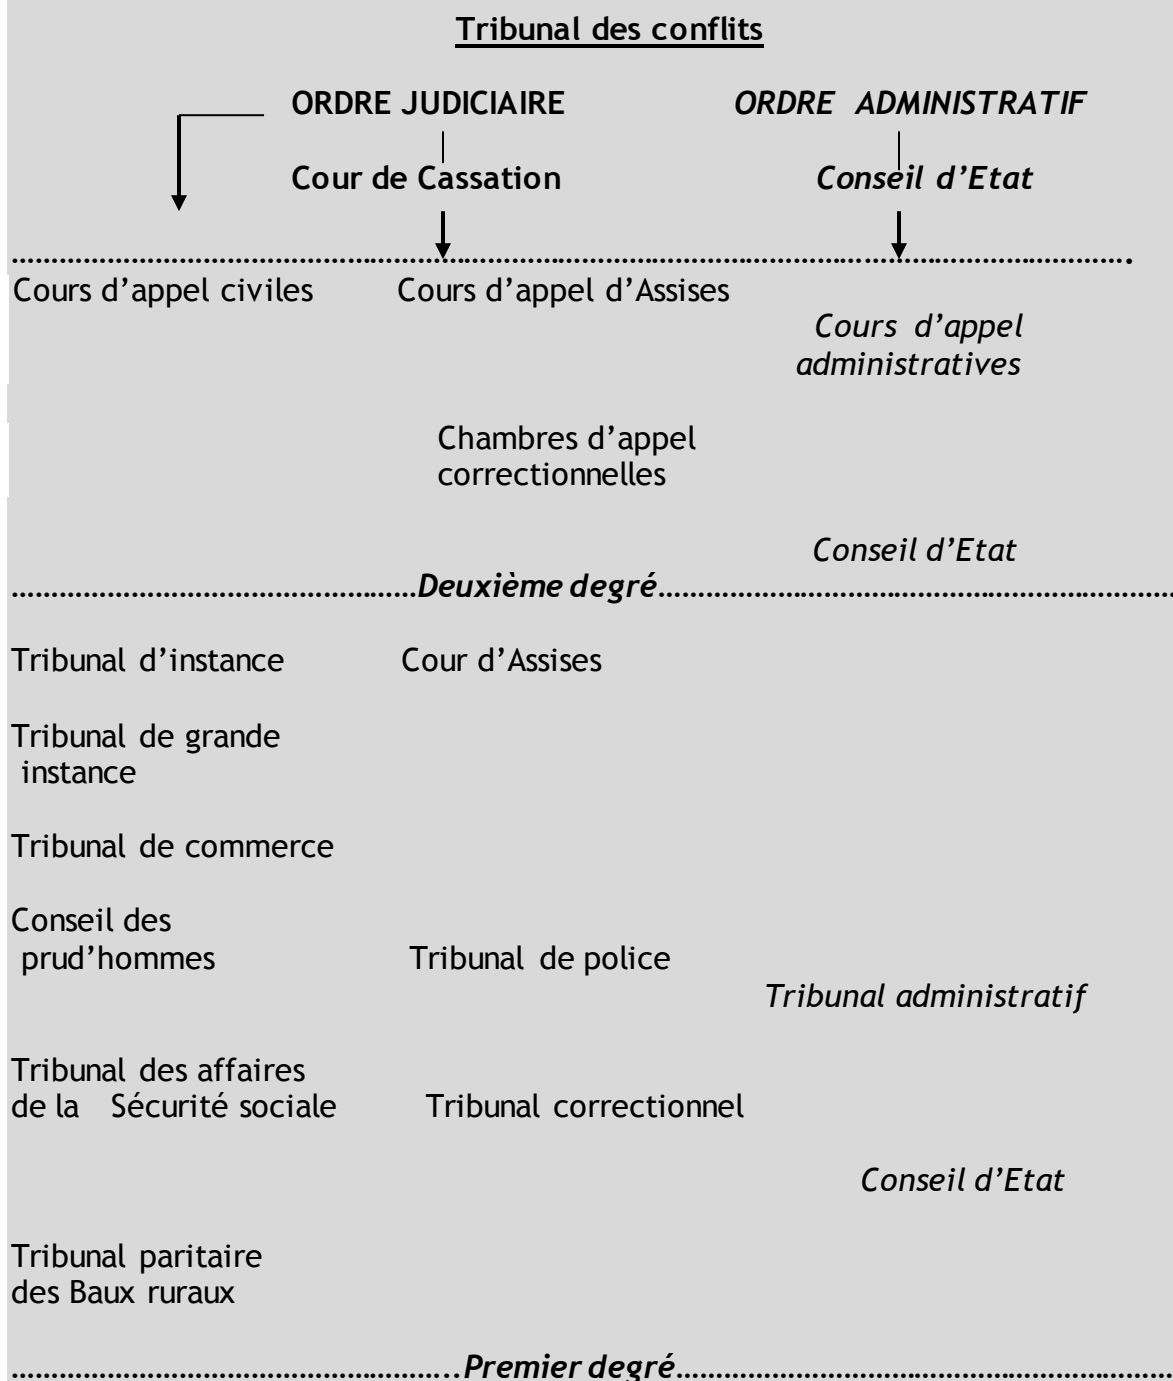 Tribunal des conflits
ORDRE JUDICIAIRE ORDRE ADMINISTRATIF
Cour de Cassation Conseil d’Etat
Cours d’appel civiles Cours d’appel d’Assises
Cours d’appel
administratives
Chambres d’appel
correctionnelles
Conseil d’Etat
Deuxième degré
Tribunal d’instance Cour d’Assises
Tribunal de grande
instance
Tribunal de commerce
Conseil des
prud’hommes Tribunal de police
Tribunal administratif
Tribunal des affaires
de la Sécurité sociale Tribunal correctionnel
Conseil d’Etat
Tribunal paritaire
des Baux ruraux
Premier degré